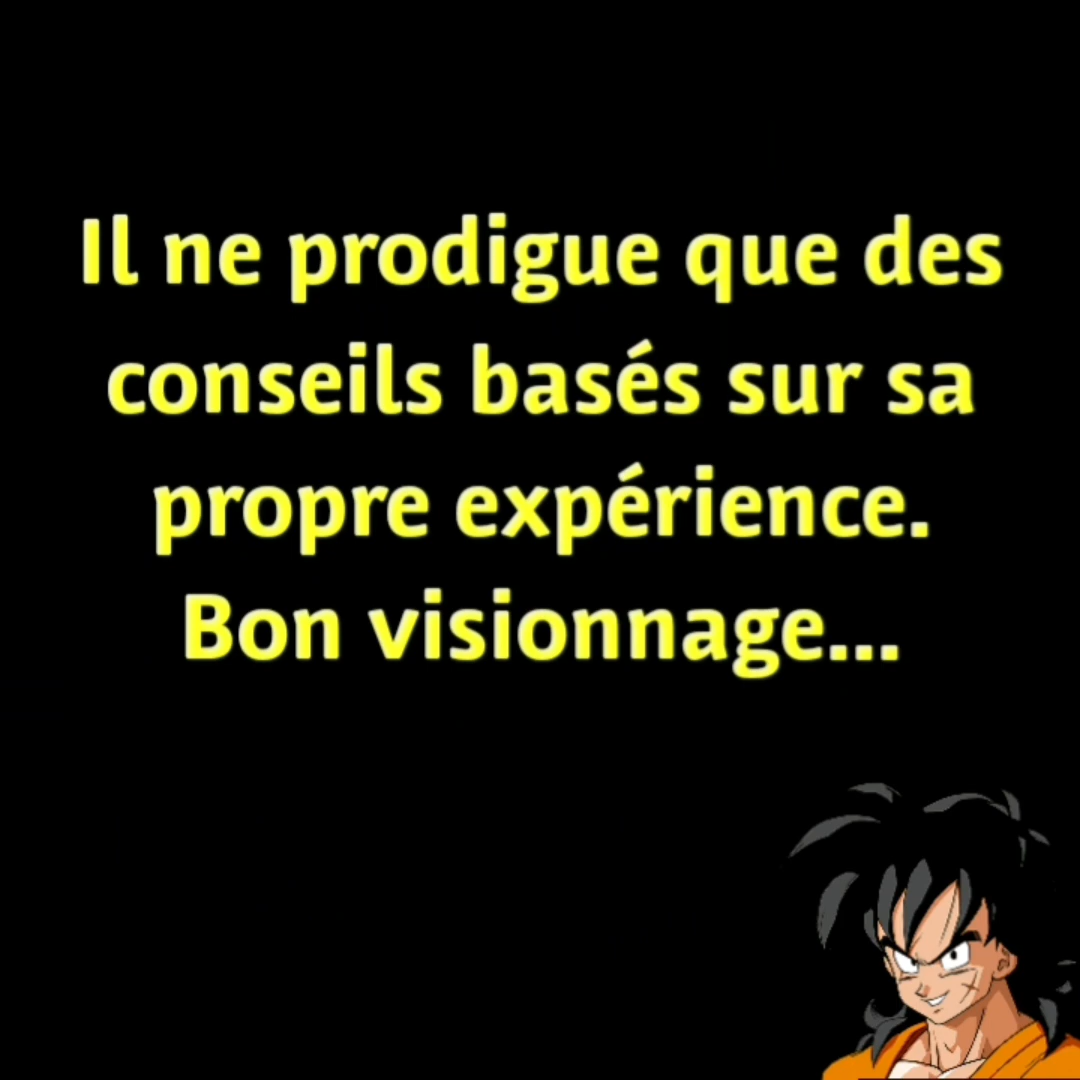 Il ne prodigue que des
conseils basés sur sa
propre expérience.
Bon visionnage...